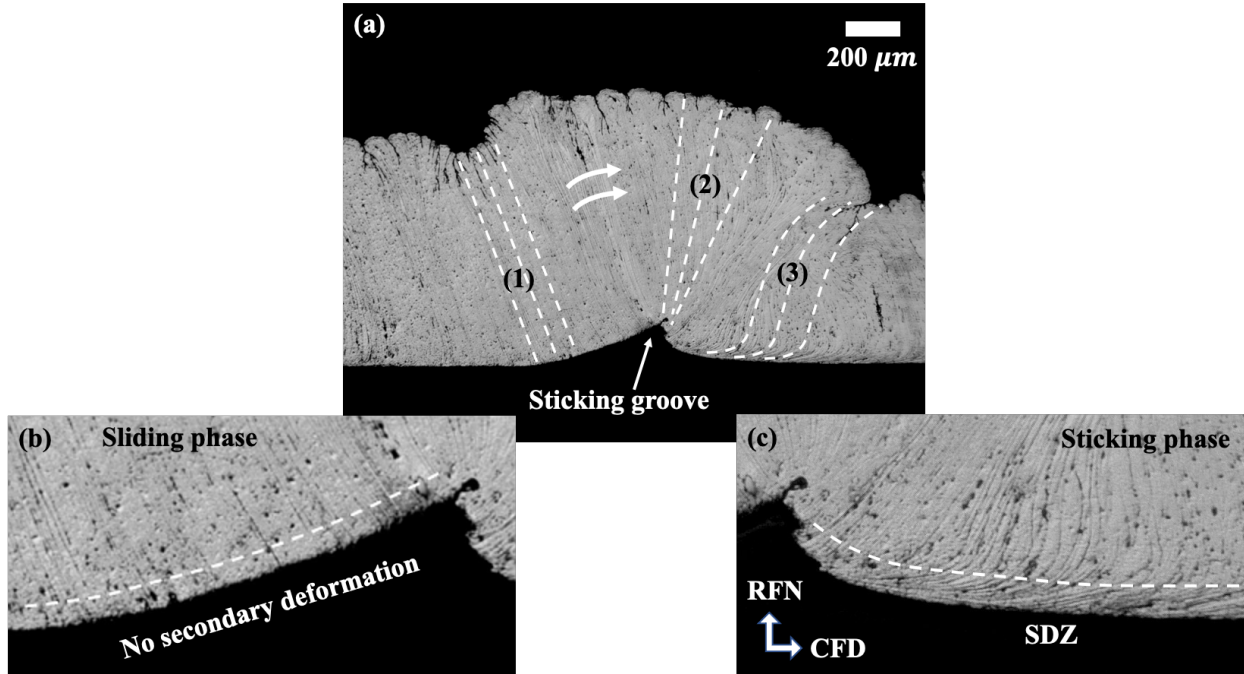 (a)
200 μm
(1)
(2)
(3)
Sticking groove
(b)
Sliding phase
No secondary deformation
(c)
Sticking phase
RFN
CFD
SDZ